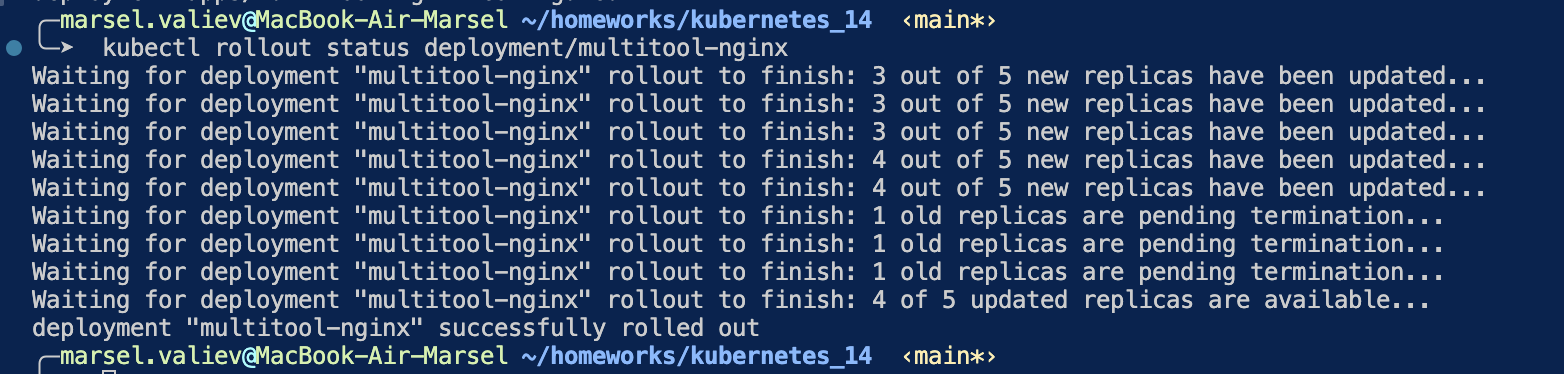 marsel.valiev@MacBook-Air-Marsel ~/homeworks/kubernetes_14 ‹main*›
kubectl rollout status deployment/multitool-nginx
Waiting for deployment "multitool-nginx" rollout to finish: 3 out of 5 new replicas have been updated...
Waiting for deployment "multitool-nginx" rollout to finish: 3 out of 5 new replicas have been updated...
Waiting for deployment "multitool-nginx" rollout to finish: 3 out of 5 new replicas have been updated...
Waiting for deployment "multitool-nginx" rollout to finish: 4 out of 5 new replicas have been updated...
Waiting for deployment "multitool-nginx" rollout to finish: 4 out of 5 new replicas have been updated...
Waiting for deployment "multitool-nginx" rollout to finish: 1 old replicas are pending termination...
Waiting for deployment "multitool-nginx" rollout to finish: 1 old replicas are pending termination...
Waiting for deployment "multitool-nginx" rollout to finish: 1 old replicas are pending termination...
Waiting for deployment "multitool-nginx" rollout to finish: 4 of 5 updated replicas are available...
deployment "multitool-nginx" successfully rolled out
marsel.valiev@MacBook-Air-Marsel ~/homeworks/kubernetes_14 ‹main*›